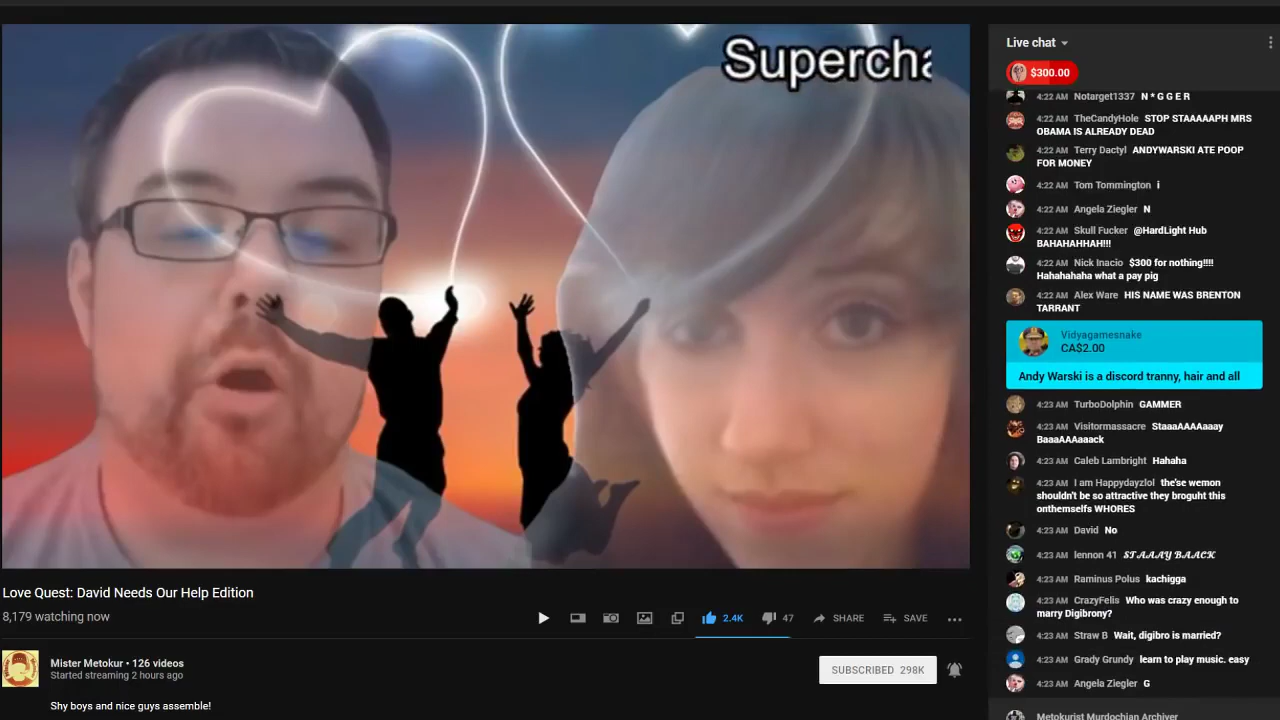 Supercha
Love Quest: David Needs Our Help Edition
8,179 watching now
2.4K
47
SHARE
SAVE
Mister Metokur • 126 videos
Started streaming 2 hours ago
SUBSCRIBED 298K
Shy boys and nice guys assemble!
Live chat
$300.00
4:22 AM Notarget1337 N * G G E R
4:22 AM TheCandyHole STOP STAAAAAPH MRS
OBAMA IS ALREADY DEAD
4:22 AM Terry Dactyl ANDYWARSKI ATE POOP
FOR MONEY
4:22 AM Tom Tommington i
4:22 AM Angela Ziegler N
4:22 AM Skull Fucker @HardLight Hub
BAHAHAHHAH!!!
4:22 AM Nick Inacio $300 for nothing!!!!
Hahahahaha what a pay pig
4:22 AM Alex Ware HIS NAME WAS BRENTON
TARRANT
Vidyagamesnake
CA$2.00
Andy Warski is a discord tranny, hair and all
4:23 AM TurboDolphin GAMMER
4:23 AM Visitormassacre StaaaAAAAaaay
BaaaAAAaaack
4:23 AM Caleb Lambright Hahaha
4:23 AM I am Happydayzlol the'se wemon
shouldn't be so attractive they broguht this
onthemselfs WHORES
4:23 AM David No
4:23 AM lennon 41 𝓢𝓣𝓐𝓐𝓐𝓨 𝓑𝓐𝓐𝓒𝓚
4:23 AM Raminus Polus kachigga
4:23 AM CrazyFelis Who was crazy enough to
marry Digibrony?
4:23 AM Straw B Wait, digibro is married?
4:23 AM Grady Grundy learn to play music. easy
4:23 AM Angela Ziegler G
Metokurist Murdochian Archiver